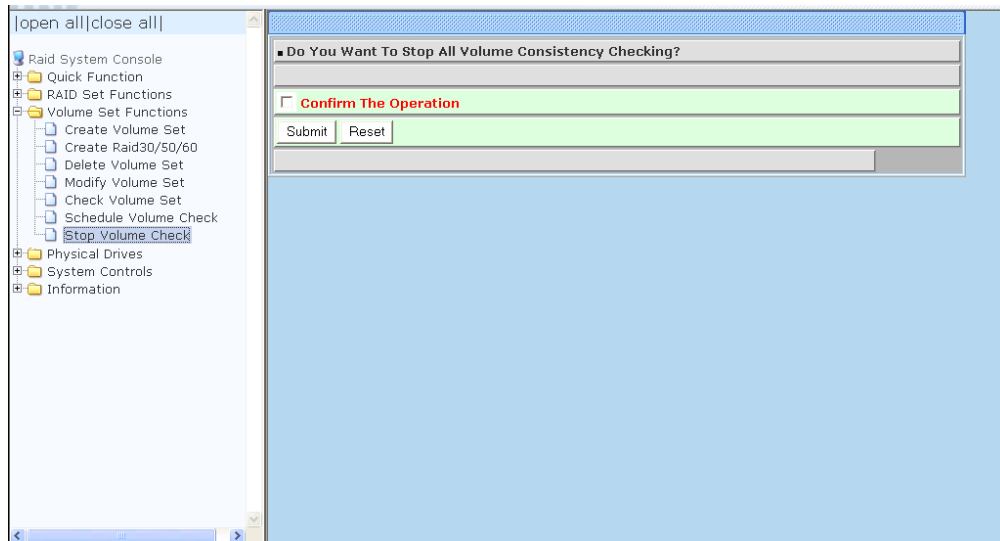 |open all|close all|
Raid System Console
Quick Function
RAID Set Functions
Volume Set Functions
Create Volume Set
Create Raid30/50/60
Delete Volume Set
Modify Volume Set
Check Volume Set
Schedule Volume Check
Stop Volume Check
Physical Drives
System Controls
Information
Do You Want To Stop All Volume Consistency Checking?
Confirm The Operation
Submit Reset